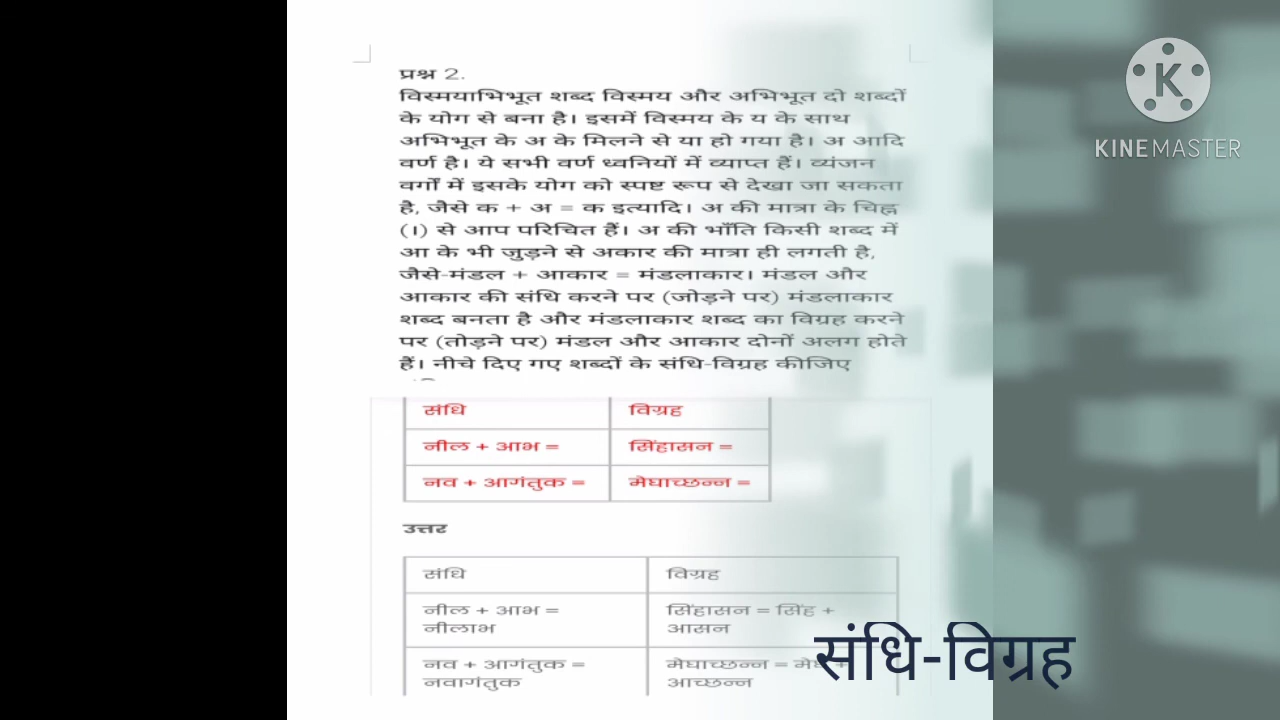 प्रश्न 2.
विस्मयाभिभूत शब्द विस्मय और अभिभूत दो शब्दों
के योग से बना है। इसमें विस्मय के य के साथ
अभिभूत के अ के मिलने से या हो गया है। अ आदि
वर्ण है। ये सभी वर्ण ध्वनियों में व्याप्त हैं। व्यंजन
वर्गों में इसके योग को स्पष्ट रूप से देखा जा सकता
है, जैसे क + अ = क इत्यादि। अ की मात्रा के चिह्न
(ा) से आप परिचित हैं। अ की भाँति किसी शब्द में
आ के भी जुड़ने से अकार की मात्रा ही लगती है,
जैसे-मंडल + आकार = मंडलाकार। मंडल और
आकार की संधि करने पर (जोड़ने पर) मंडलाकार
शब्द बनता है और मंडलाकार शब्द का विग्रह करने
पर (तोड़ने पर) मंडल और आकार दोनों अलग होते
हैं। नीचे दिए गए शब्दों के संधि-विग्रह कीजिए
संधि विग्रह
नील + आभ = सिंहासन =
नव + आगंतुक = मेघाच्छन्न =
उत्तर
संधि विग्रह
नील + आभ = सिंहासन = सिंह +
नीलाभ आसन
नव + आगंतुक = मेघाच्छन्न =
नवागंतुक आच्छन्न
संधि-विग्रह
KINEMASTER